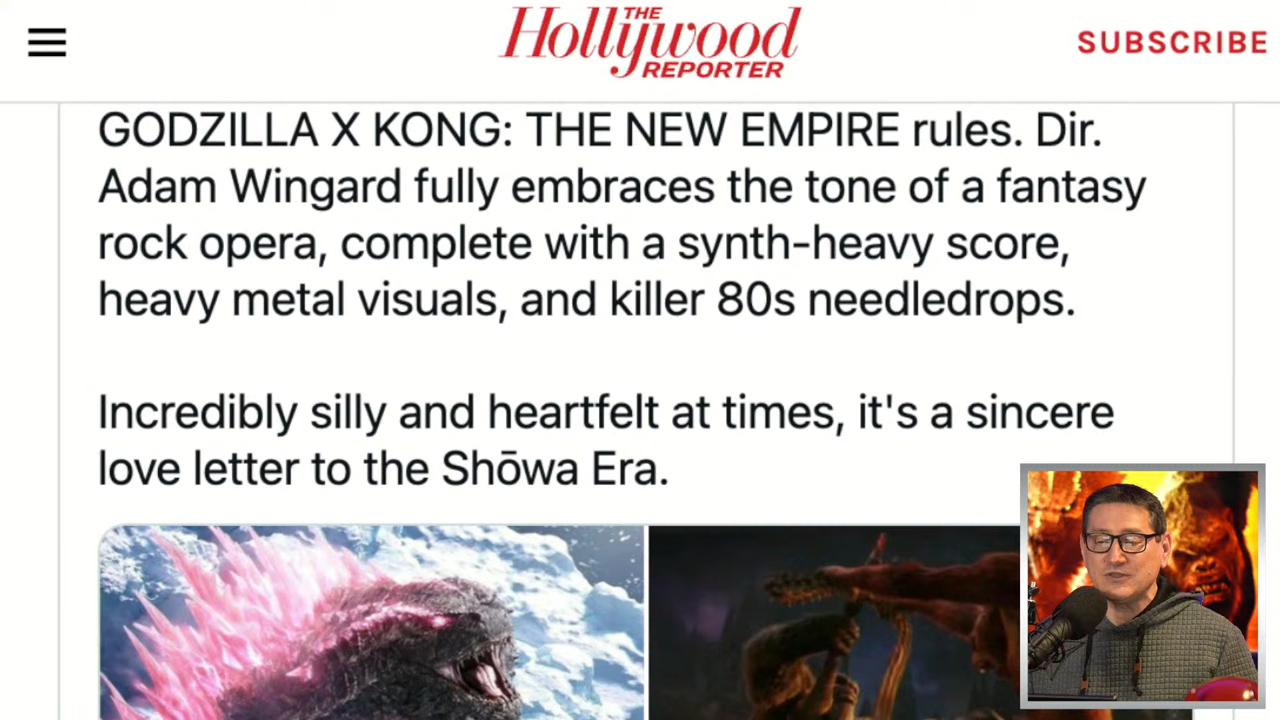 THE
Hollywood
REPORTER
SUBSCRIBE
GODZILLA X KONG: THE NEW EMPIRE rules. Dir.
Adam Wingard fully embraces the tone of a fantasy
rock opera, complete with a synth-heavy score,
heavy metal visuals, and killer 80s needledrops.
Incredibly silly and heartfelt at times, it's a sincere
love letter to the Shōwa Era.